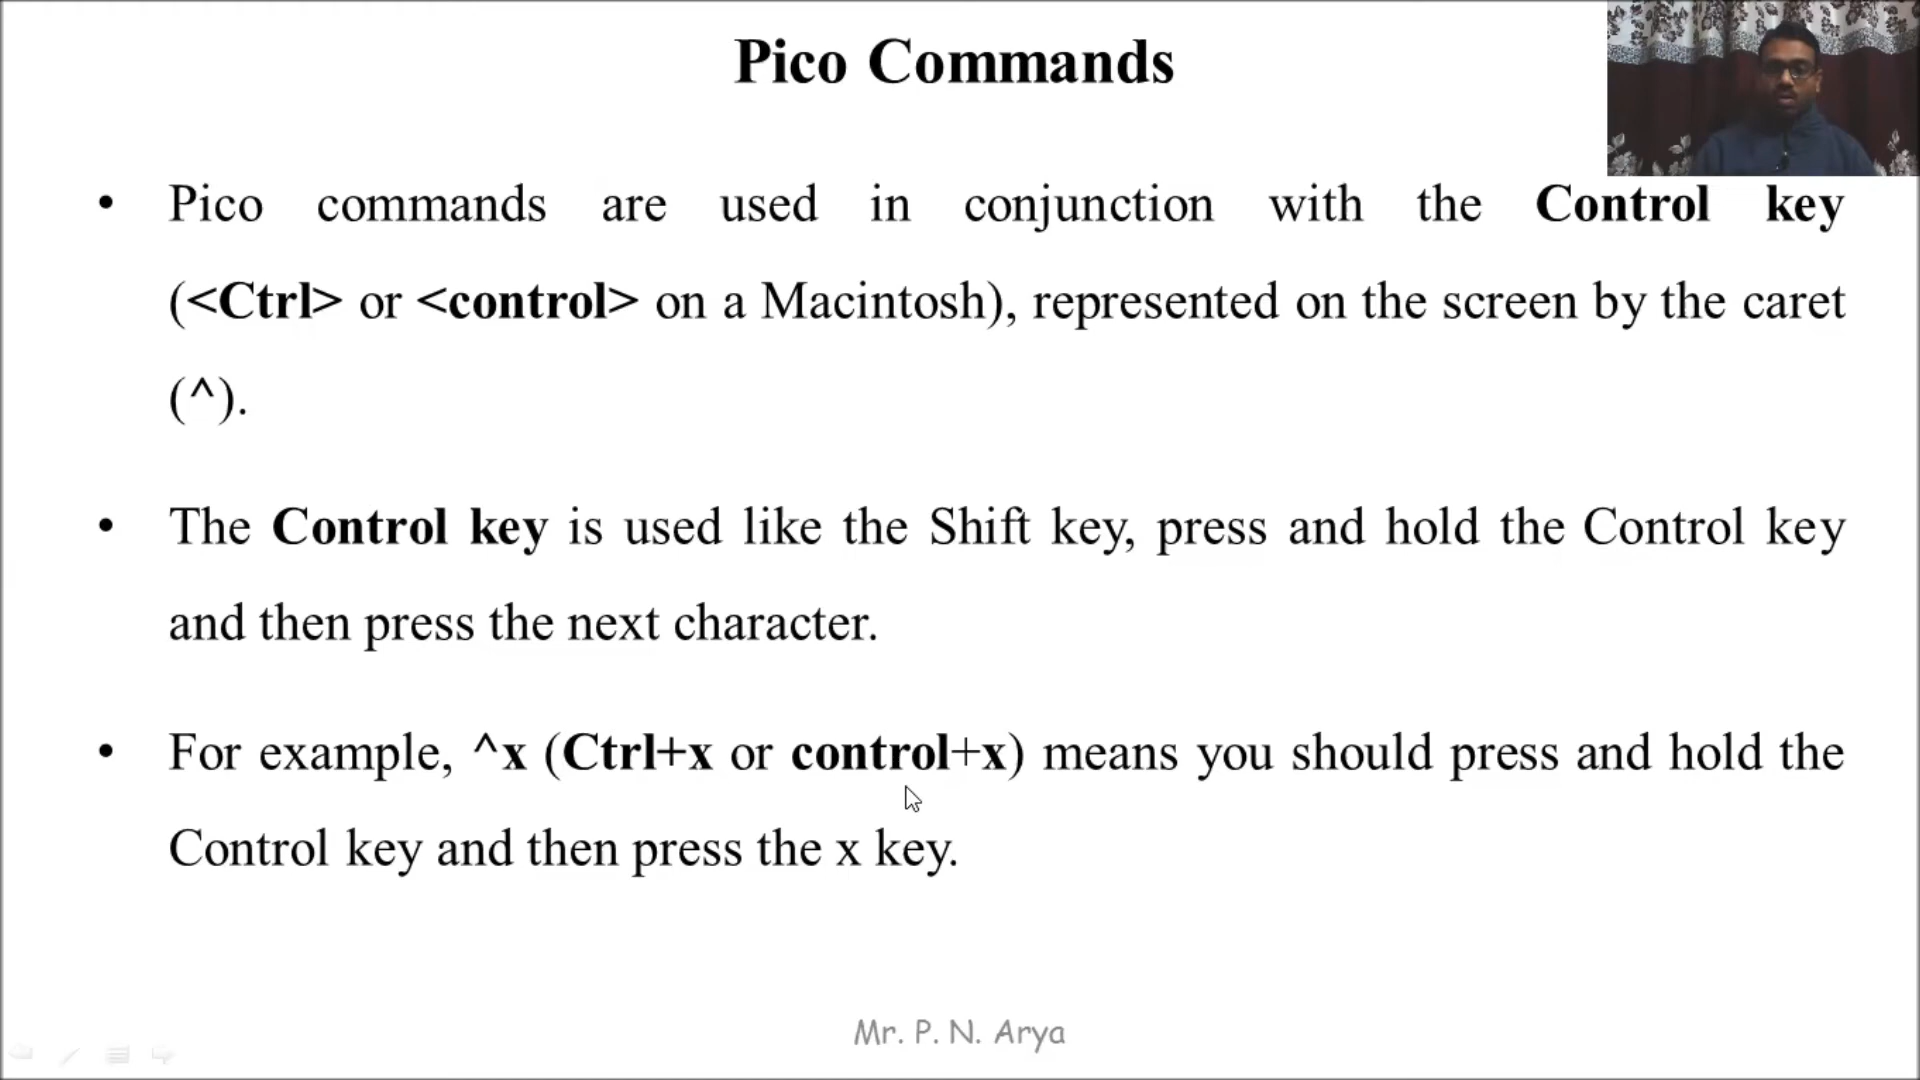 Pico Commands
• Pico commands are used in conjunction with the Control key
(<Ctrl> or <control> on a Macintosh), represented on the screen by the caret
(^).
• The Control key is used like the Shift key, press and hold the Control key
and then press the next character.
• For example, ^x (Ctrl+x or control+x) means you should press and hold the
Control key and then press the x key.
Mr. P. N. Arya